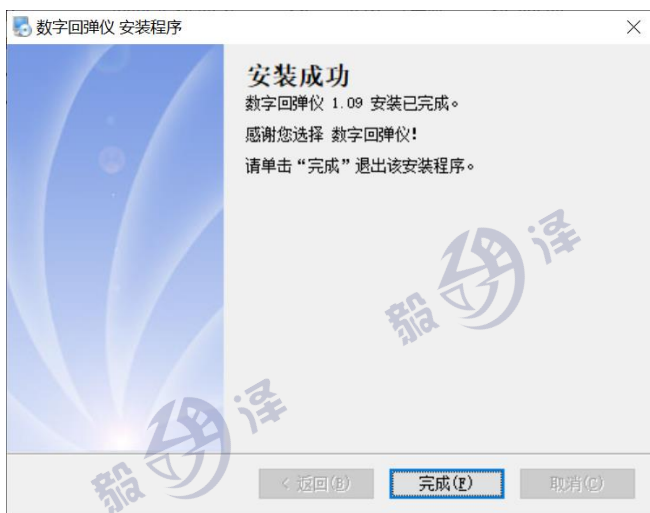 数字回弹仪 安装程序
安装成功
数字回弹仪 1.09 安装已完成。
感谢您选择 数字回弹仪!
请单击“完成”退出该安装程序。
毅 泽
毅 泽
< 返回(B)
完成(F)
取消(C)